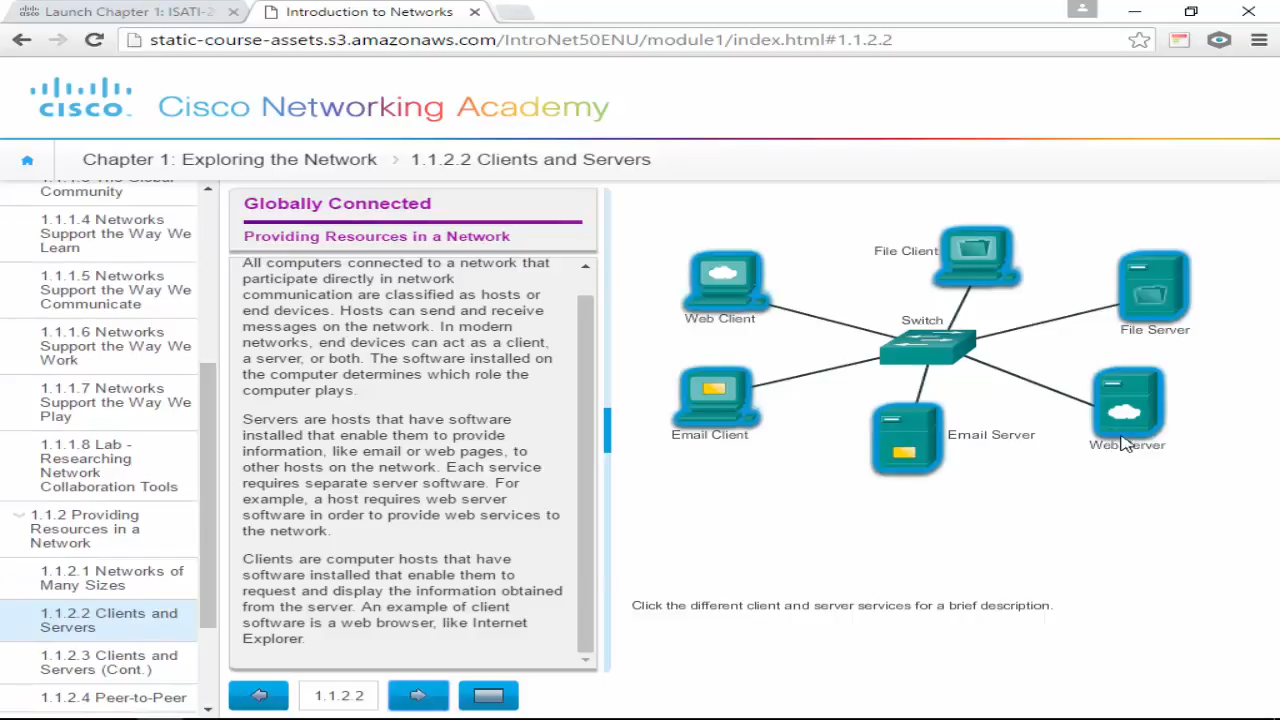 Launch Chapter 1: ISATI-2
Introduction to Networks
static-course-assets.s3.amazonaws.com/IntroNet50ENU/module1/index.html#1.1.2.2
CISCO. Cisco Networking Academy
Chapter 1: Exploring the Network > 1.1.2.2 Clients and Servers
1.1.1.3 The Global
Community
1.1.1.4 Networks
Support the Way We
Learn
1.1.1.5 Networks
Support the Way We
Communicate
1.1.1.6 Networks
Support the Way We
Work
1.1.1.7 Networks
Support the Way We
Play
1.1.1.8 Lab -
Researching
Network
Collaboration Tools
1.1.2 Providing
Resources in a
Network
1.1.2.1 Networks of
Many Sizes
1.1.2.2 Clients and
Servers
1.1.2.3 Clients and
Servers (Cont.)
1.1.2.4 Peer-to-Peer
Globally Connected
Providing Resources in a Network
All computers connected to a network that
participate directly in network
communication are classified as hosts or
end devices. Hosts can send and receive
messages on the network. In modern
networks, end devices can act as a client,
a server, or both. The software installed on
the computer determines which role the
computer plays.
Servers are hosts that have software
installed that enable them to provide
information, like email or web pages, to
other hosts on the network. Each service
requires separate server software. For
example, a host requires web server
software in order to provide web services to
the network.
Clients are computer hosts that have
software installed that enable them to
request and display the information obtained
from the server. An example of client
software is a web browser, like Internet
Explorer.
1.1.2.2
File Client
Web Client
Switch
File Server
Email Client
Email Server
Web Server
Click the different client and server services for a brief description.